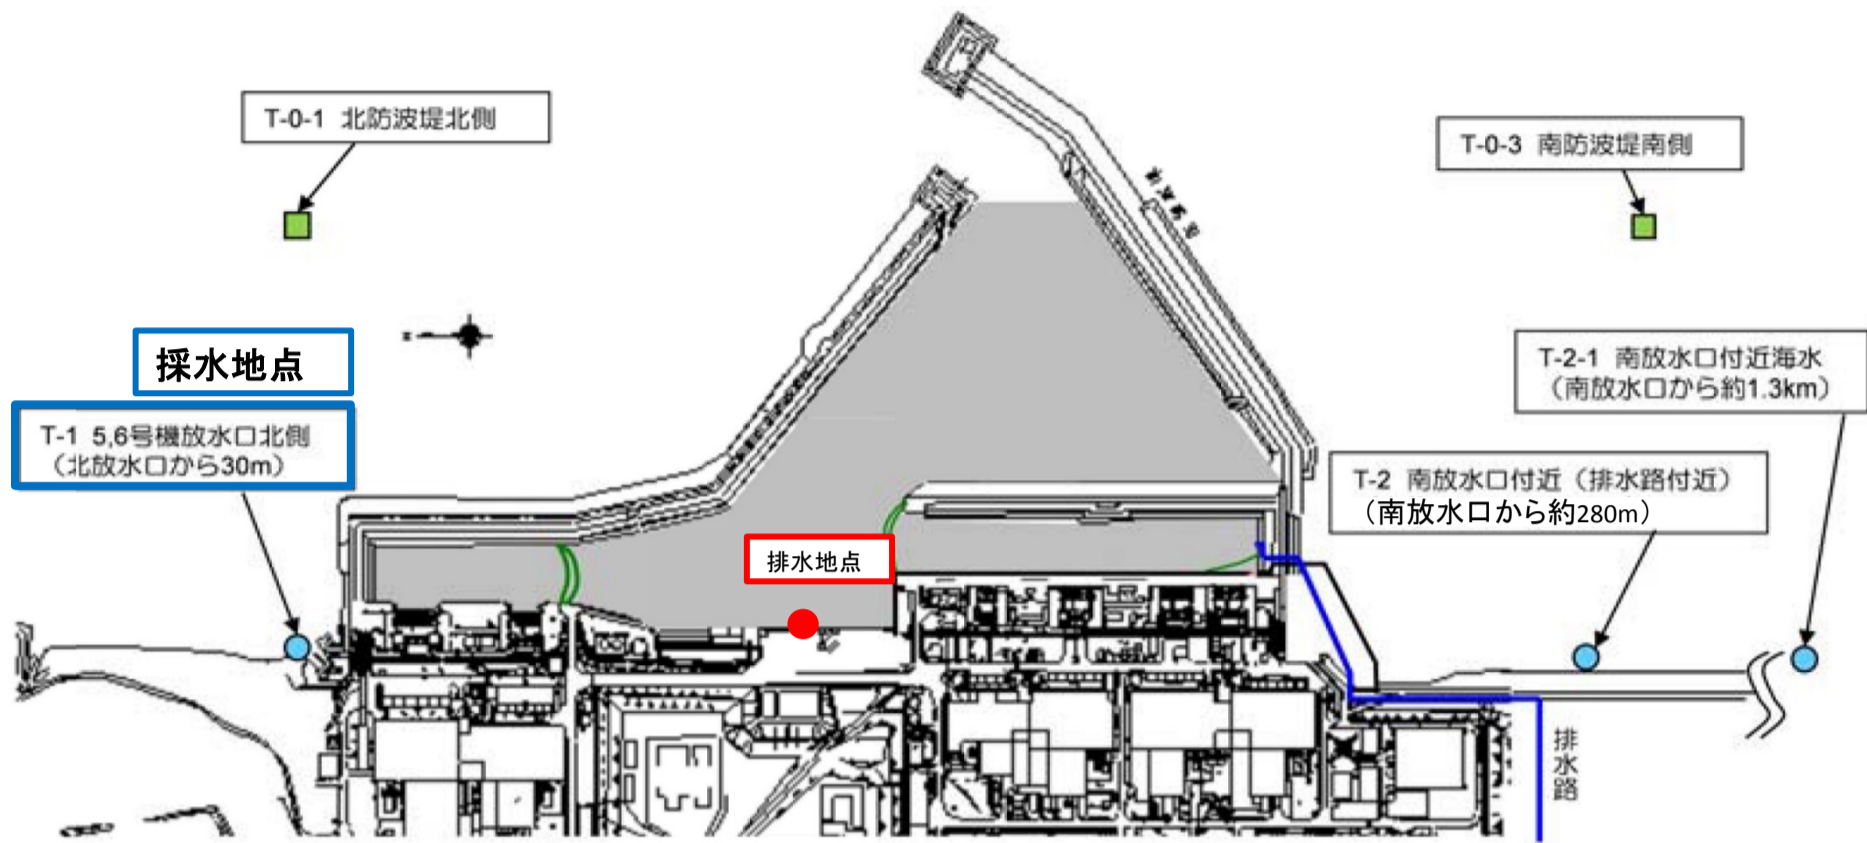 T-0-1 北防波堤北側
T-0-3 南防波堤南側
採水地点
T-1 5,6号機放水口北側
（北放水口から30m）
T-2-1 南放水口付近海水
（南放水口から約1.3km）
T-2 南放水口付近（排水路付近）
（南放水口から約280m）
排水地点
排水路